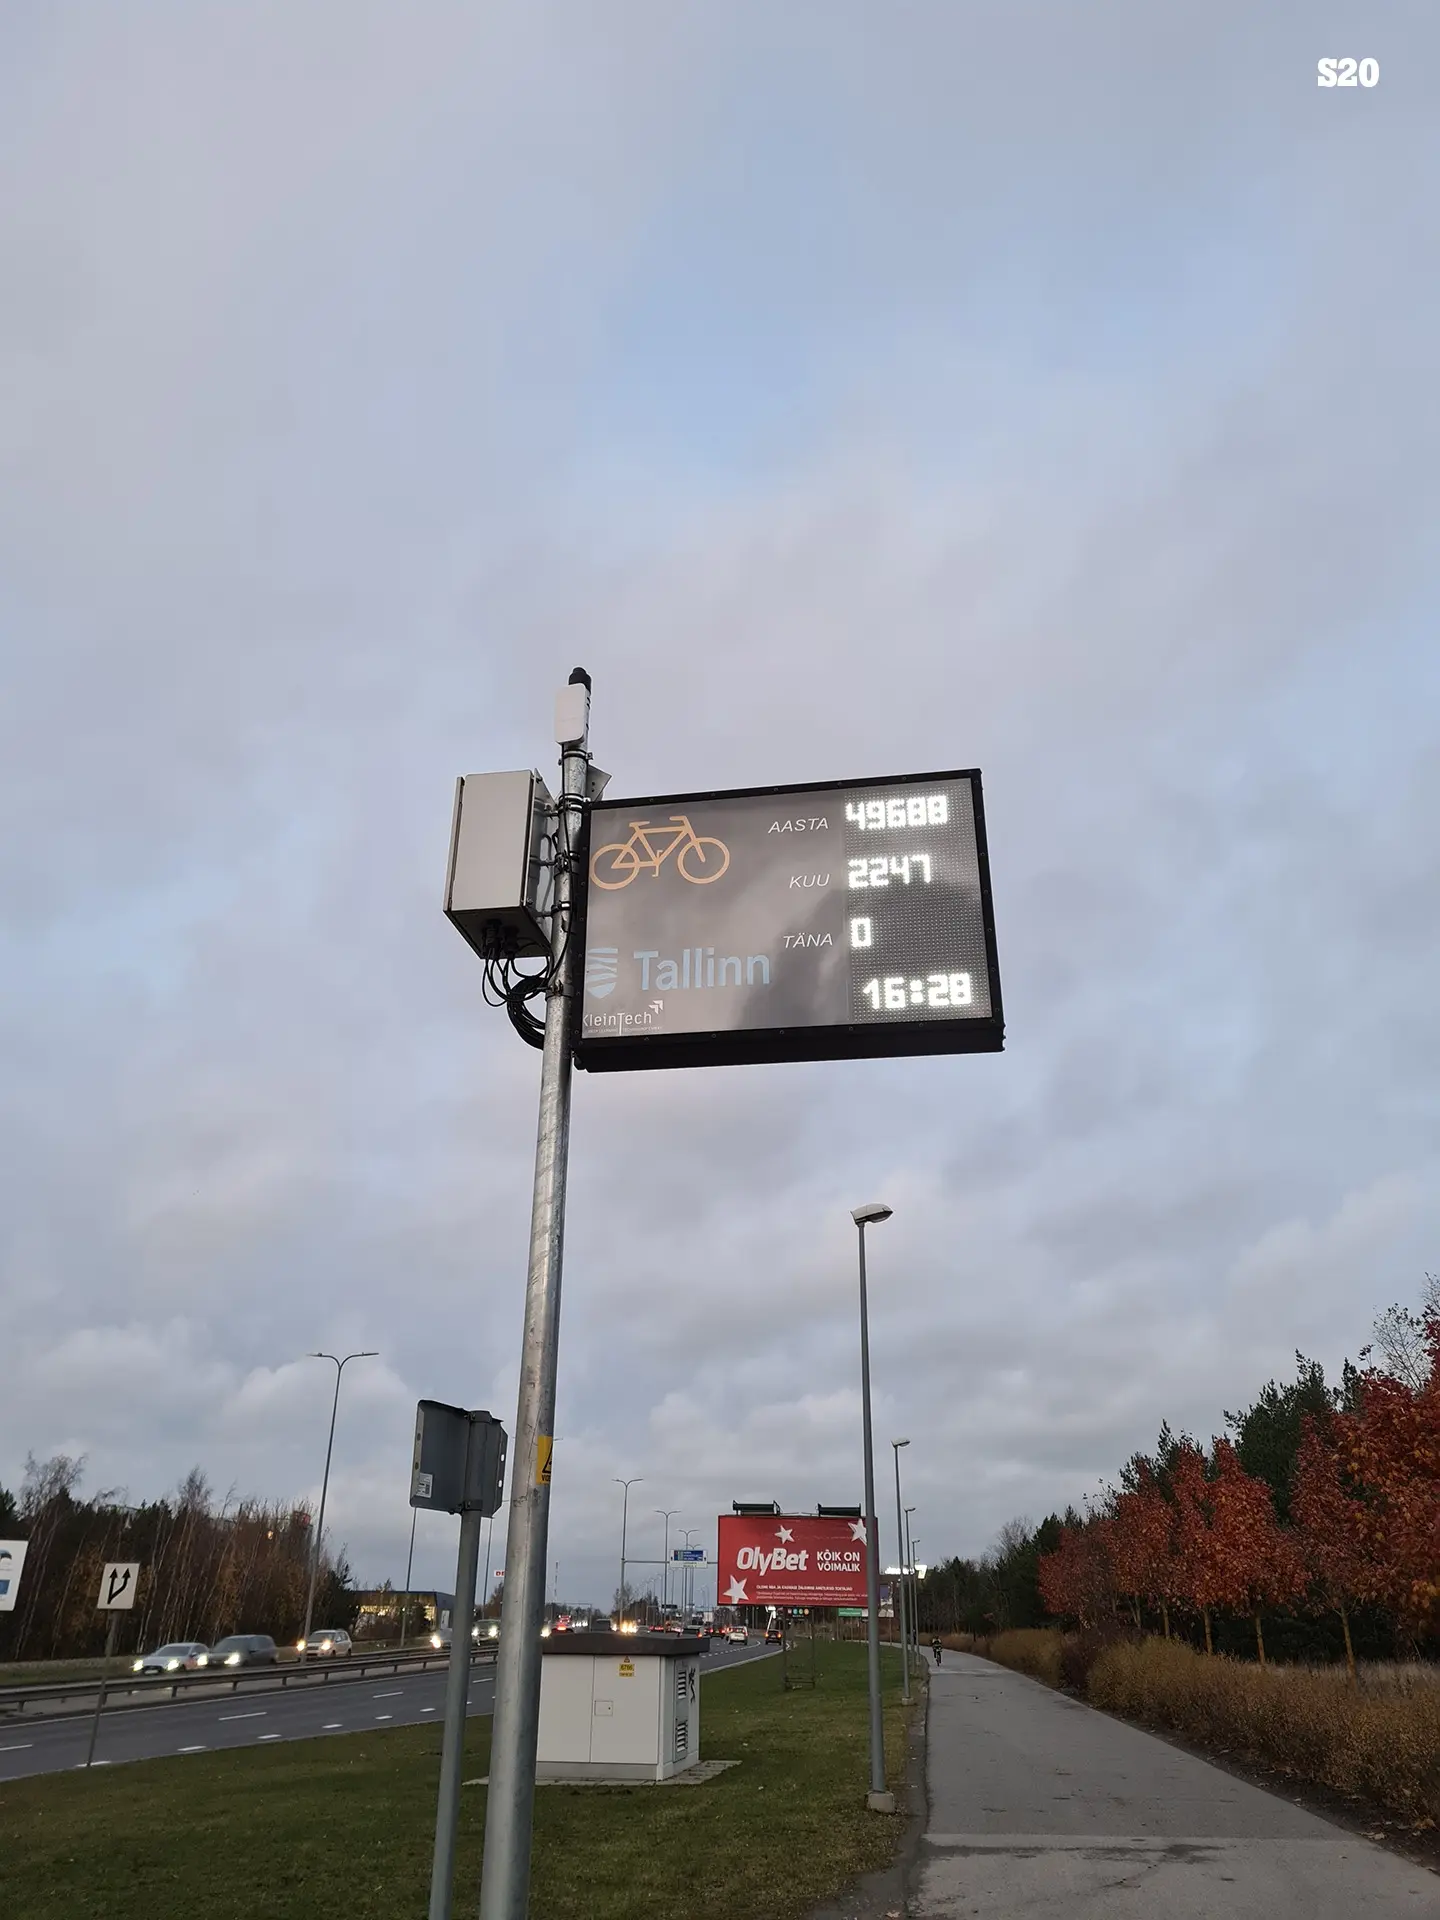 S20
AASTA 49688
KUU 2247
TÄNA 0
16:28
Tallinn
KleinTech
OlyBet KÕIK ON VÕIMALIK